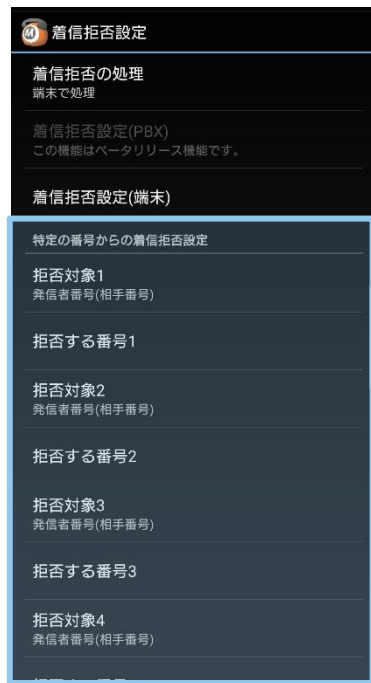 着信拒否設定
着信拒否の処理
端末で処理
着信拒否設定(PBX)
この機能はベータリリース機能です。
着信拒否設定(端末)
特定の番号からの着信拒否設定
拒否対象1
発信者番号(相手番号)
拒否する番号1
拒否対象2
発信者番号(相手番号)
拒否する番号2
拒否対象3
発信者番号(相手番号)
拒否する番号3
拒否対象4
発信者番号(相手番号)